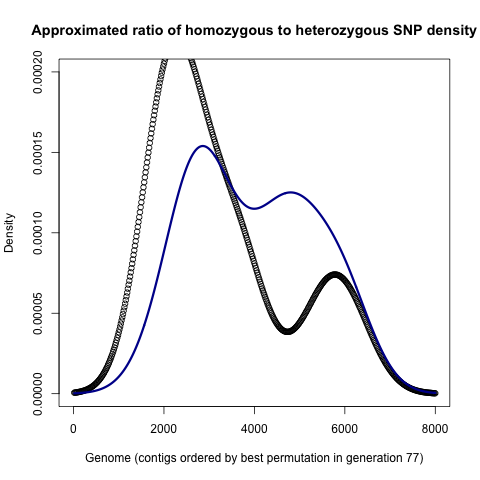 Approximated ratio of homozygous to heterozygous SNP density
0.00020
0.00015
0.00010
0.00005
0.00000
Density
0 2000 4000 6000 8000
Genome (contigs ordered by best permutation in generation 77)